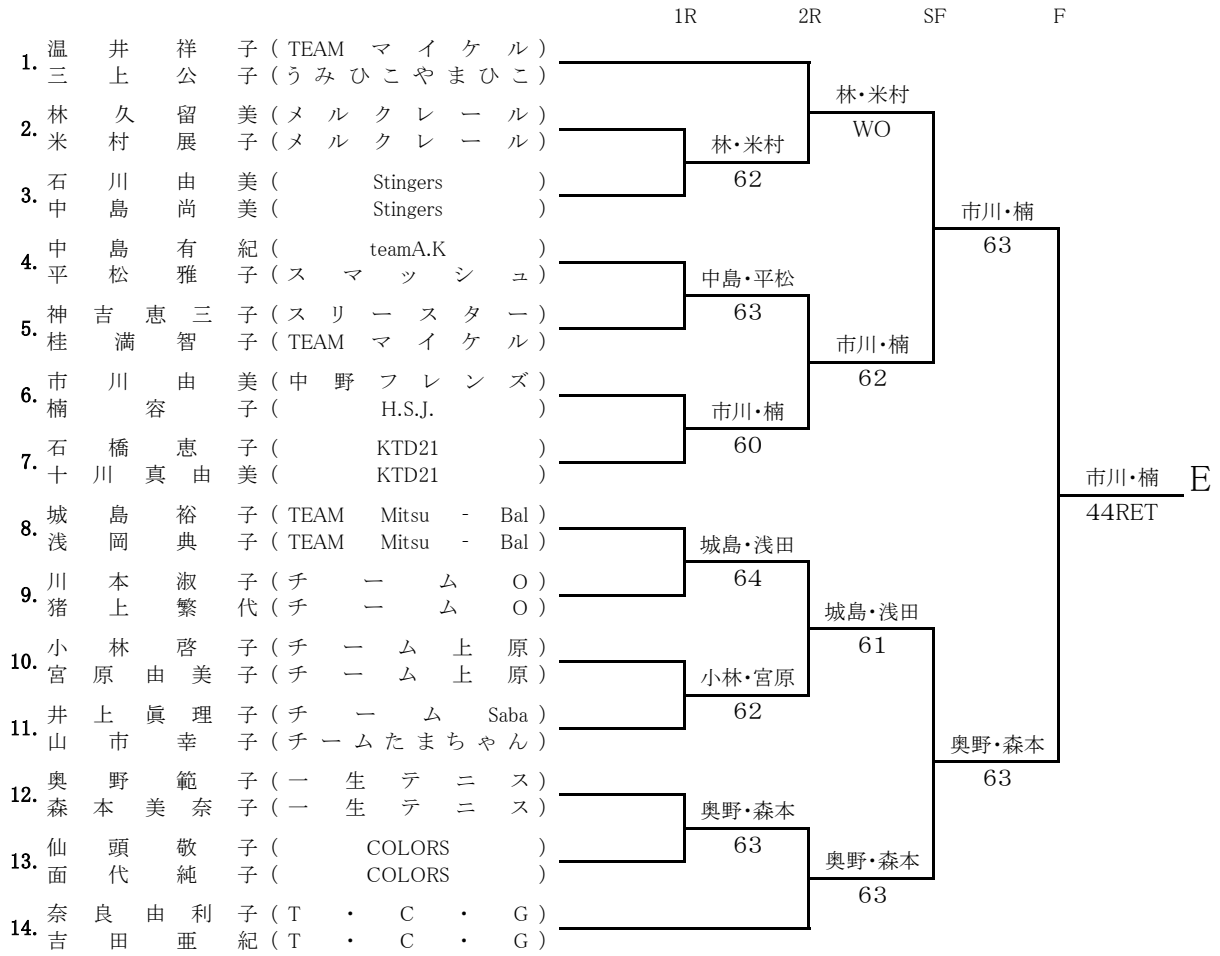 1R 2R SF F
1. 温井祥子(TEAM マイケル)
三上公子(うみひこやまひこ)
林・米村
WO
2. 林久留美(メルクレール)
米村展子(メルクレール)
林・米村
62
3. 石川由美(Stingers)
中島尚美(Stingers)
市川・楠
63
4. 中島有紀(teamA.K)
平松雅子(スマッシュ)
中島・平松
63
5. 神吉恵三子(スリースター)
桂満智子(TEAM マイケル)
市川・楠
62
6. 市川由美(中野フレンズ)
楠容子(H.S.J.)
市川・楠
60
7. 石橋恵子(KTD21)
十川真由美(KTD21)
市川・楠 E
44RET
8. 城島裕子(TEAM Mitsu - Bal)
浅岡典子(TEAM Mitsu - Bal)
城島・浅田
64
9. 川本淑子(チーム O)
猪上繁代(チーム O)
城島・浅田
61
10. 小林啓子(チーム上原)
宮原由美子(チーム上原)
小林・宮原
62
11. 井上眞理子(チーム Saba)
山市幸子(チームたまちゃん)
奥野・森本
63
12. 奥野範子(一生テニス)
森本美奈子(一生テニス)
奥野・森本
63
13. 仙頭敬子(COLORS)
面代純子(COLORS)
奥野・森本
63
14. 奈良由利子(T・C・G)
吉田亜紀(T・C・G)